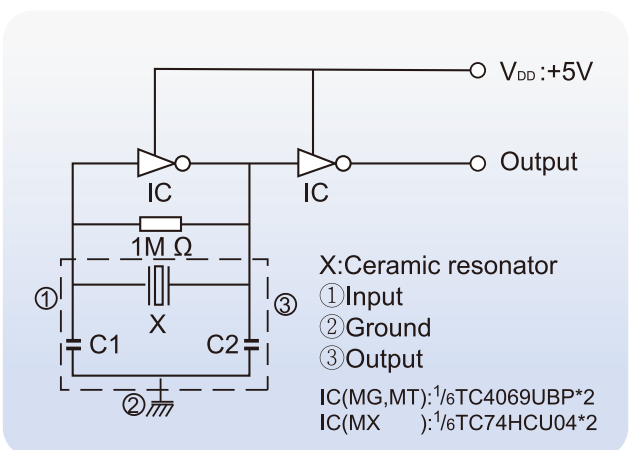 V_DD :+5V
Output
IC
IC
1M Ω
X:Ceramic resonator
①
③
①Input
X
C1
C2
②Ground
③Output
②
IC(MG,MT):1/6TC4069UBP*2
IC(MX ):1/6TC74HCU04*2